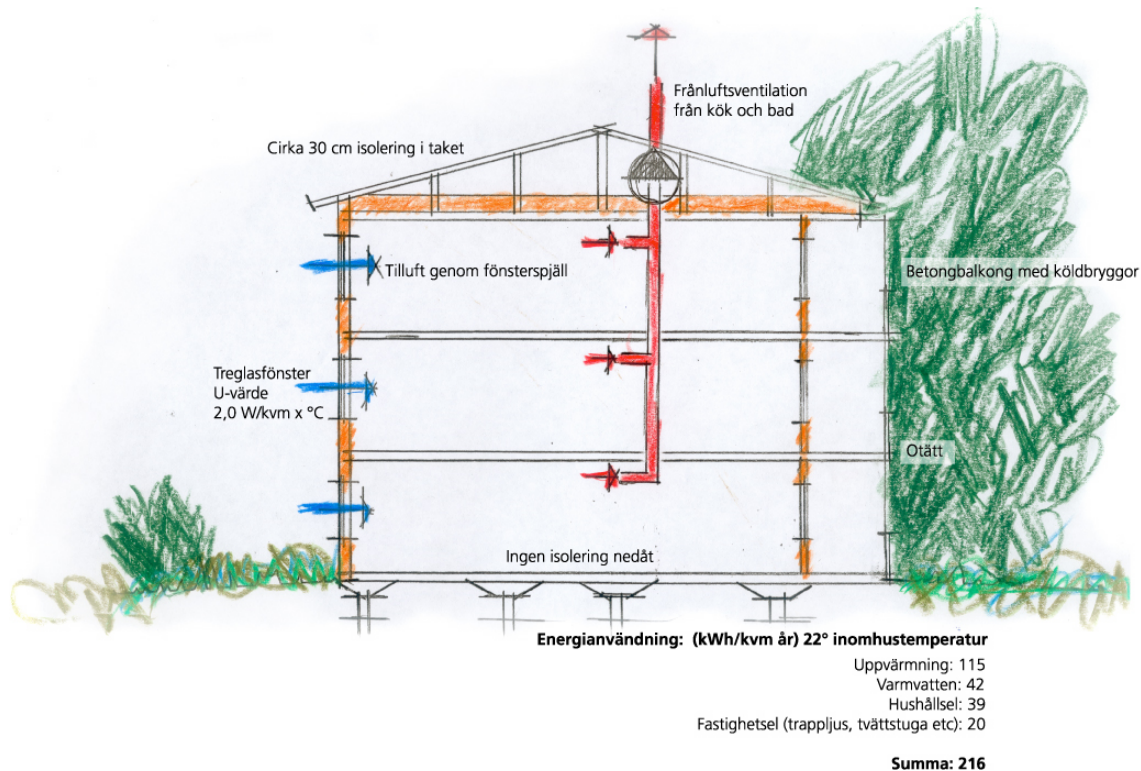 Frånluftsventilation
från kök och bad
Cirka 30 cm isolering i taket
Tilluft genom fönsterspjäll
Betongbalkong med köldbryggor
Treglasfönster
U-värde
2,0 W/kvm x °C
Otätt
Ingen isolering nedåt
Energianvändning: (kWh/kvm år) 22° inomhustemperatur
Uppvärmning: 115
Varmvatten: 42
Hushållsel: 39
Fastighetsel (trappljus, tvättstuga etc): 20
Summa: 216